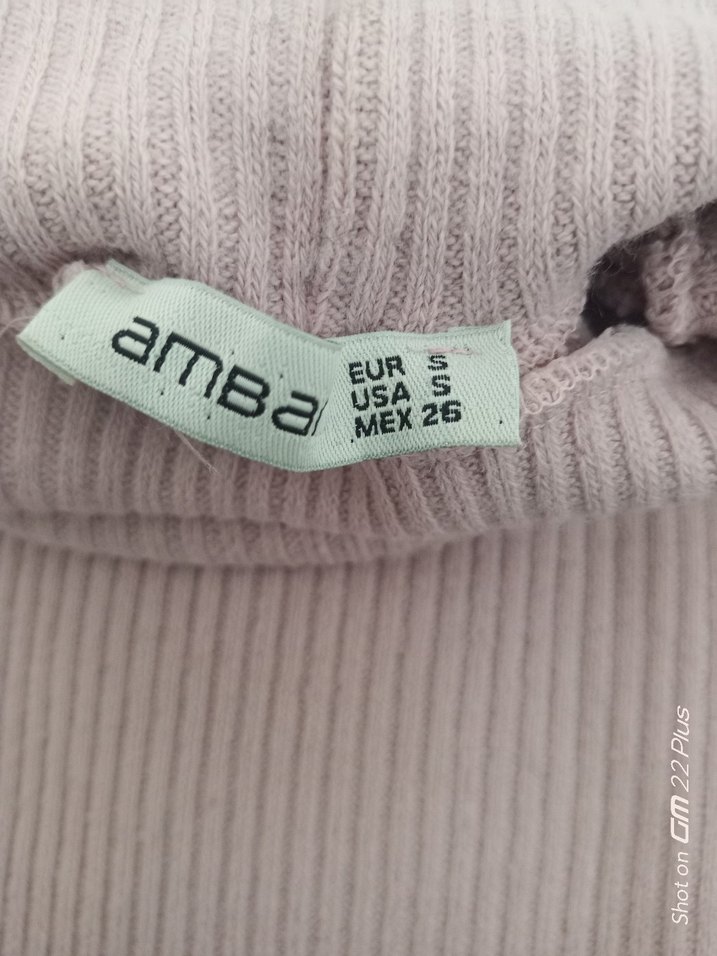 amBa
EUR S
USA S
MEX 26
Shot on GM 22 Plus